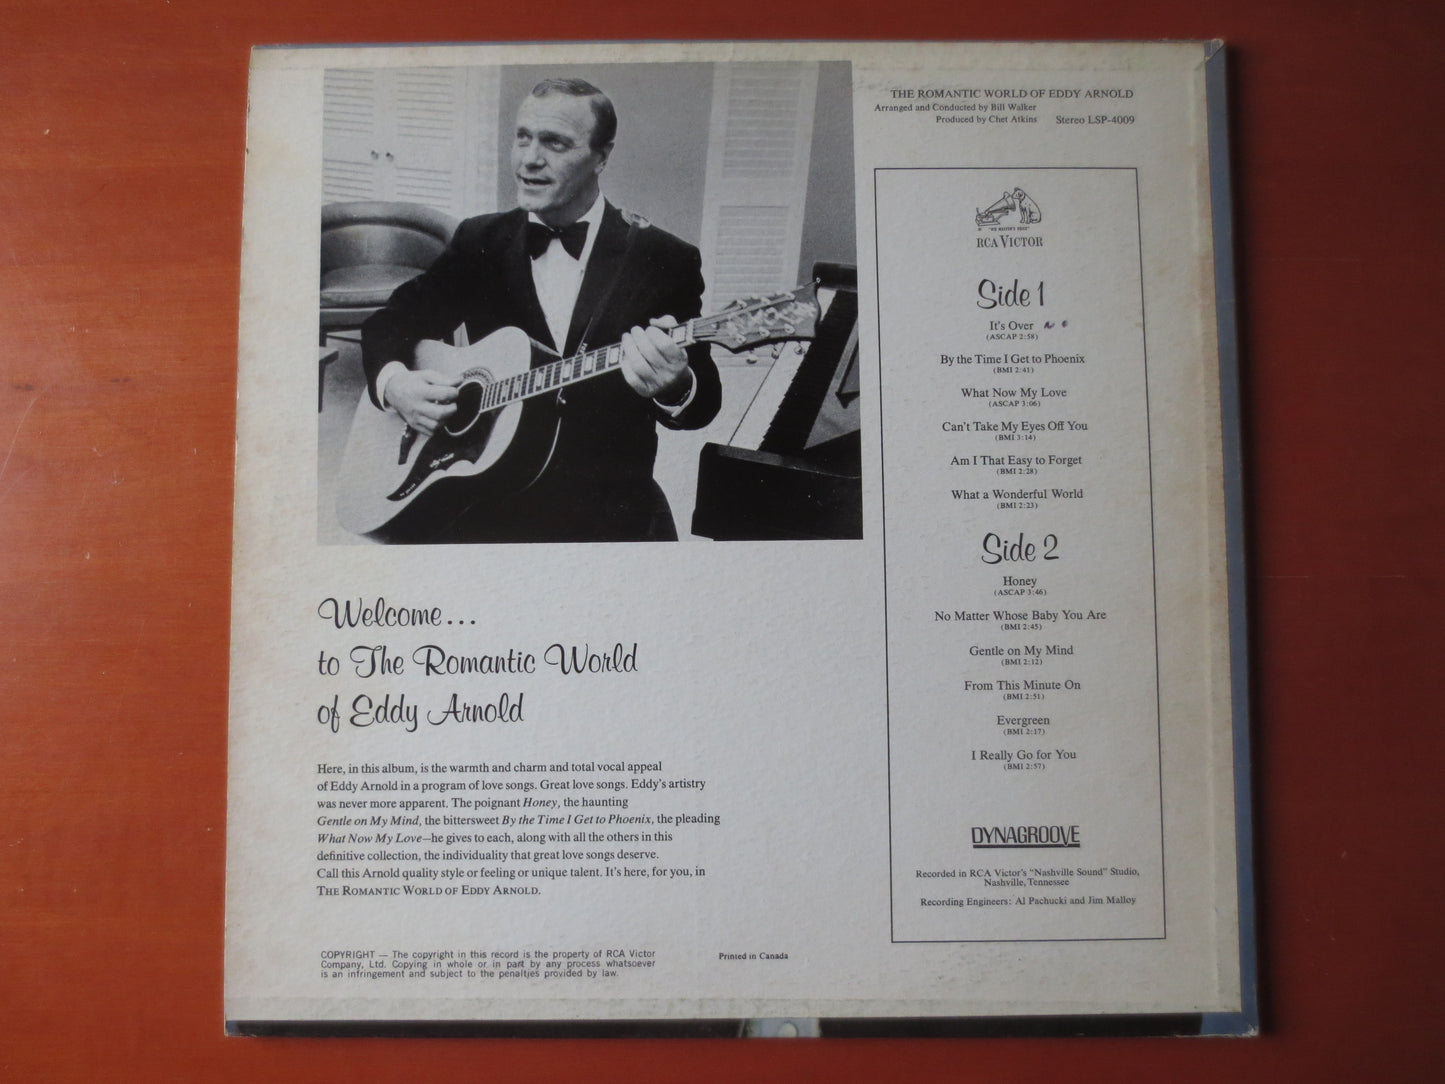 THE ROMANTIC WORLD OF EDDY ARNOLD
Arranged and Conducted by Bill Walker
Produced by Chet Atkins Stereo LSP-4009
"HIS MASTER'S VOICE"
RCA VICTOR
Side 1
It's Over
(ASCAP 2:58)
By the Time I Get to Phoenix
(BMI 2:41)
What Now My Love
(ASCAP 3:06)
Can't Take My Eyes Off You
(BMI 3:14)
Am I That Easy to Forget
(BMI 2:28)
What a Wonderful World
(BMI 2:23)
Side 2
Honey
(ASCAP 3:46)
No Matter Whose Baby You Are
(BMI 2:45)
Gentle on My Mind
(BMI 2:12)
From This Minute On
(BMI 2:51)
Evergreen
(BMI 2:17)
I Really Go for You
(BMI 2:57)
DYNAGROOVE
Recorded in RCA Victor's "Nashville Sound" Studio,
Nashville, Tennessee
Recording Engineers: Al Pachucki and Jim Malloy
Welcome...
to The Romantic World
of Eddy Arnold
Here, in this album, is the warmth and charm and total vocal appeal
of Eddy Arnold in a program of love songs. Great love songs. Eddy's artistry
was never more apparent. The poignant Honey, the haunting
Gentle on My Mind, the bittersweet By the Time I Get to Phoenix, the pleading
What Now My Love—he gives to each, along with all the others in this
definitive collection, the individuality that great love songs deserve.
Call this Arnold quality style or feeling or unique talent. It's here, for you, in
THE ROMANTIC WORLD OF EDDY ARNOLD.
COPYRIGHT — The copyright in this record is the property of RCA Victor
Company, Ltd. Copying in whole or in part by any process whatsoever
is an infringement and subject to the penalties provided by law.
Printed in Canada